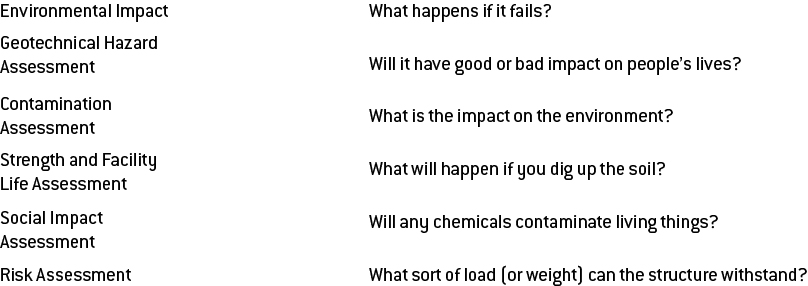 Environmental Impact
What happens if it fails?
Geotechnical Hazard
Assessment
Will it have good or bad impact on people's lives?
Contamination
Assessment
What is the impact on the environment?
Strength and Facility
Life Assessment
What will happen if you dig up the soil?
Social Impact
Assessment
Will any chemicals contaminate living things?
Risk Assessment
What sort of load (or weight) can the structure withstand?